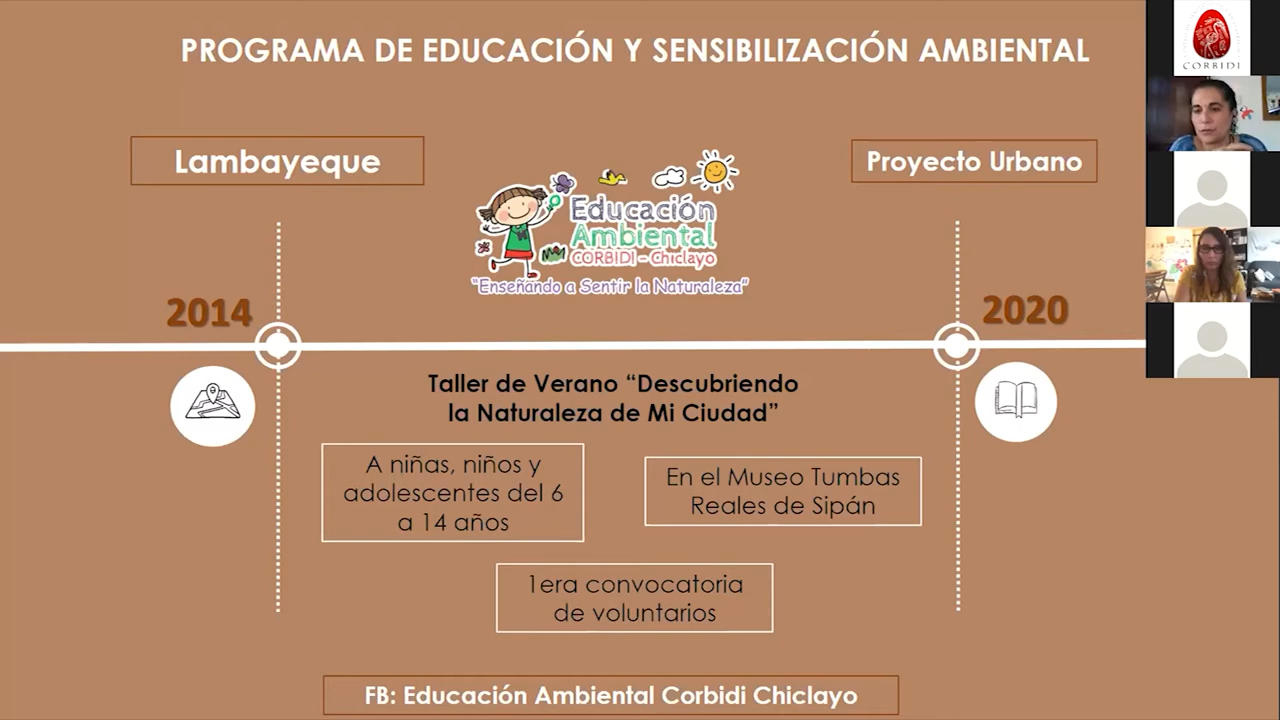 PROGRAMA DE EDUCACIÓN Y SENSIBILIZACIÓN AMBIENTAL
CORBIDI
Lambayeque
Proyecto Urbano
Educación
Ambiental
CORBIDI - Chiclayo
"Enseñando a Sentir la Naturaleza"
2014
2020
Taller de Verano “Descubriendo
la Naturaleza de Mi Ciudad”
A niñas, niños y
adolescentes del 6
a 14 años
En el Museo Tumbas
Reales de Sipán
1era convocatoria
de voluntarios
FB: Educación Ambiental Corbidi Chiclayo